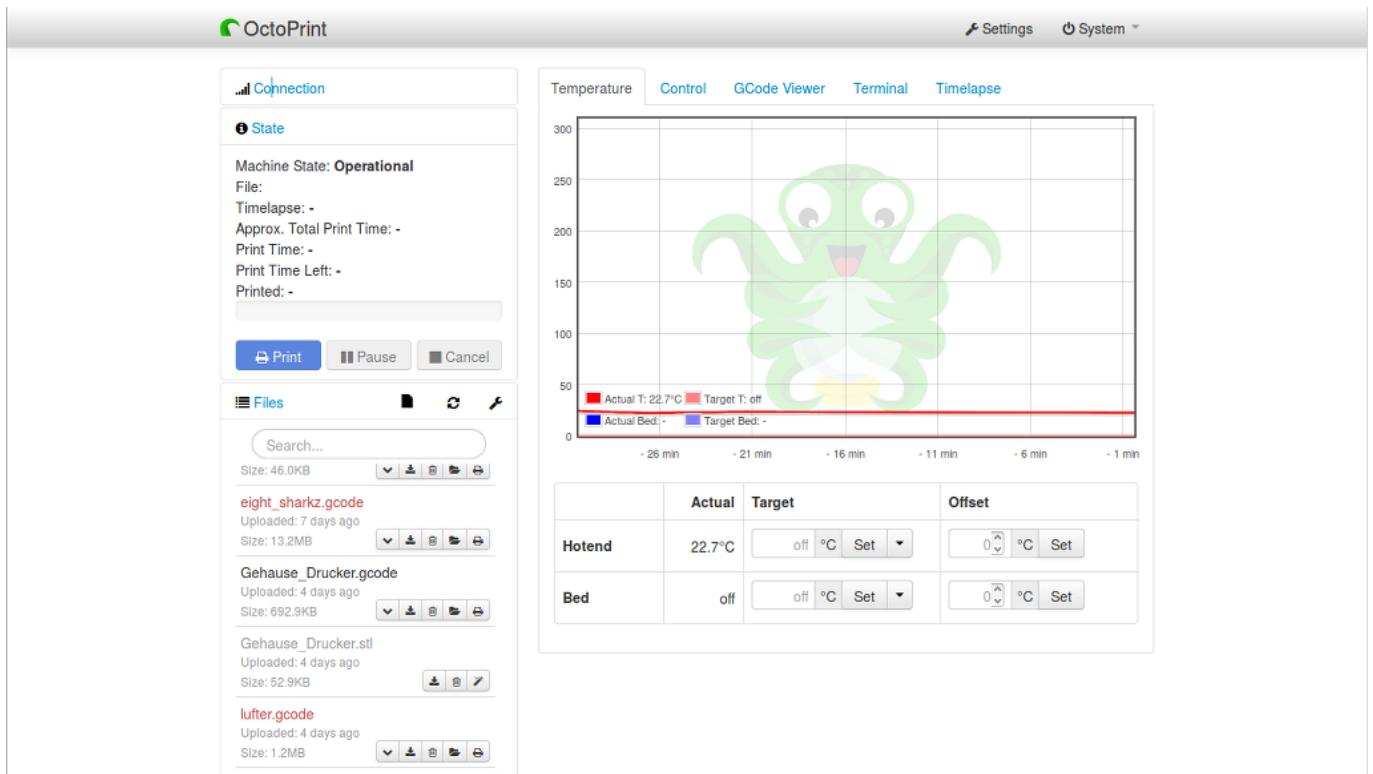 OctoPrint
Settings
System
Connection
State
Machine State: Operational
File:
Timelapse: -
Approx. Total Print Time: -
Print Time: -
Print Time Left: -
Printed: -
Print
Pause
Cancel
Files
Search...
Size: 46.0KB
eight_sharkz.gcode
Uploaded: 7 days ago
Size: 13.2MB
Gehause_Drucker.gcode
Uploaded: 4 days ago
Size: 692.9KB
Gehause_Drucker.stl
Uploaded: 4 days ago
Size: 52.9KB
lufter.gcode
Uploaded: 4 days ago
Size: 1.2MB
Temperature Control GCode Viewer Terminal Timelapse
300
250
200
150
100
50
0
Actual T: 22.7°C Target T: off
Actual Bed: - Target Bed: -
- 26 min - 21 min - 16 min - 11 min - 6 min - 1 min
Actual Target Offset
Hotend 22.7°C off °C Set 0 °C Set
Bed off off °C Set 0 °C Set